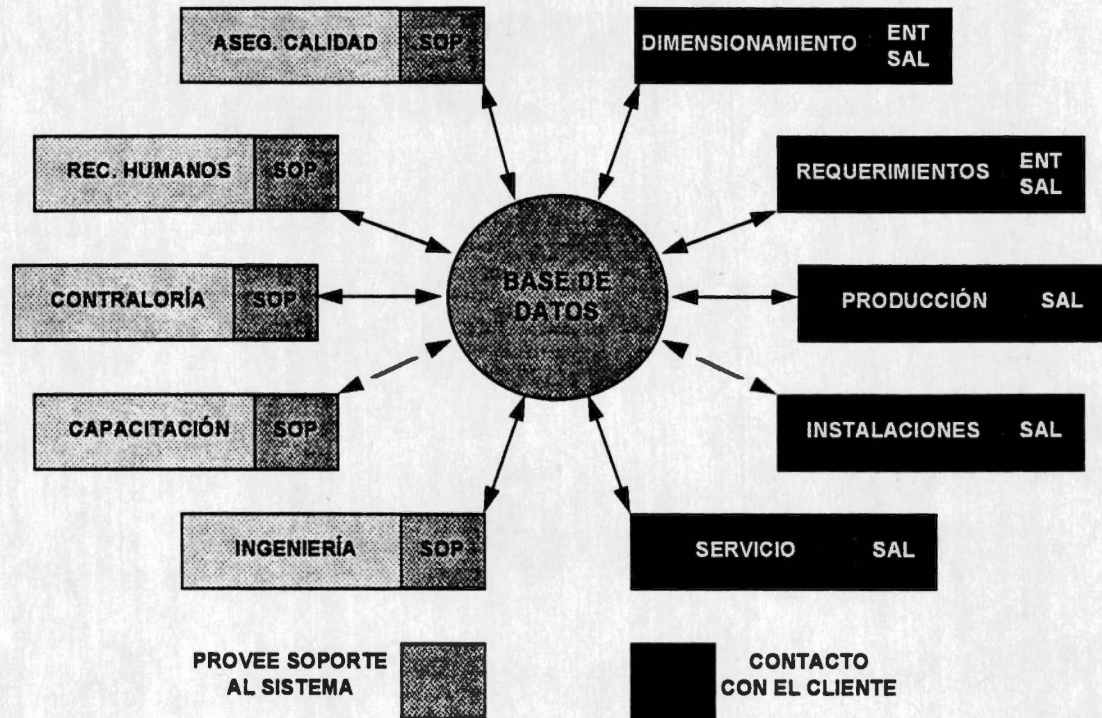 ASEG. CALIDAD SOP
DIMENSIONAMIENTO ENT
SAL
REC. HUMANOS SOP
REQUERIMIENTOS ENT
SAL
CONTRALORÍA SOP
BASE DE
DATOS
PRODUCCIÓN SAL
CAPACITACIÓN SOP
INSTALACIONES SAL
INGENIERÍA SOP
SERVICIO SAL
PROVEE SOPORTE
AL SISTEMA
CONTACTO
CON EL CLIENTE